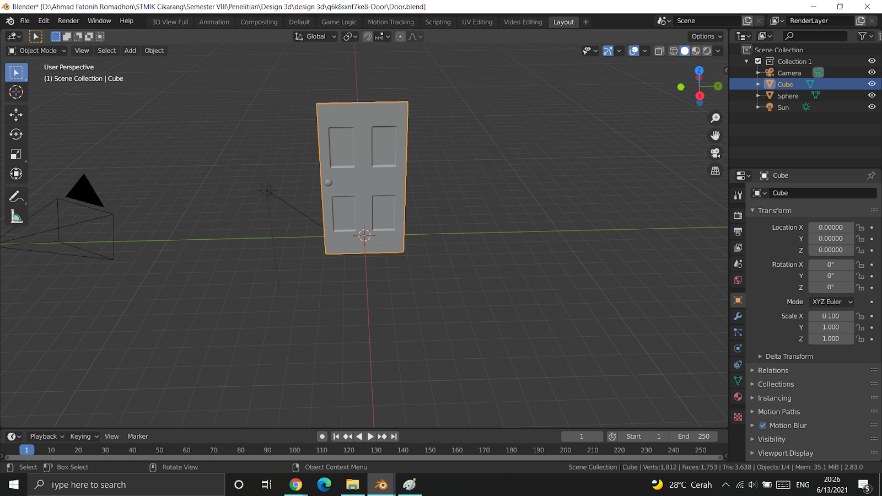 Blender* [D:\Ahmad Fatonih Romadhona\STMIK Cikarang\Semester VIII\Penelitian\Design 3d\design 3d\q6k6sxnf7ke8-Door\Door.blend]
File Edit Render Window Help 3D View Full Animation Compositing Default Game Logic Motion Tracking Scripting UV Editing Video Editing Layout + Scene RenderLayer
Global Options
Object Mode View Select Add Object
User Perspective
(1) Scene Collection | Cube
Scene Collection
Collection 1
Camera
Cube
Sphere
Sun
Cube
Cube
Transform
Location X 0.00000
Y 0.00000
Z 0.00000
Rotation X 0°
Y 0°
Z 0°
Mode XYZ Euler
Scale X 0.100
Y 1.000
Z 1.000
Delta Transform
Relations
Collections
Instancing
Motion Paths
Motion Blur
Visibility
Viewport Display
Playback Keying View Marker 1 Start 1 End 250
1 10 20 30 40 50 60 70 80 90 100 110 120 130 140 150 160 170 180 190 200 210 220 230 240 250
Select Box Select Rotate View Object Context Menu Scene Collection | Cube | Verts:1,812 | Faces:1,753 | Tris:3,638 | Objects:1/4 | Mem: 35.1 MiB | 2.83.0
Type here to search 28°C Cerah ENG 20:26 6/13/2021 5